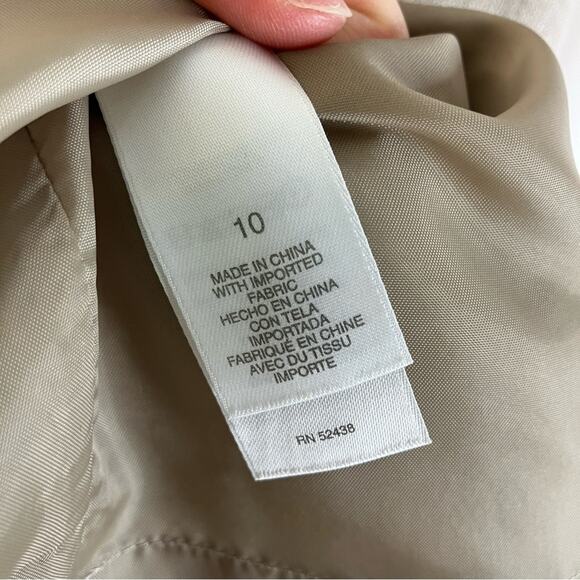 10
MADE IN CHINA
WITH IMPORTED
FABRIC
HECHO EN CHINA
CON TELA
IMPORTADA
FABRIQUÉ EN CHINE
AVEC DU TISSU
IMPORTE
RN 52438